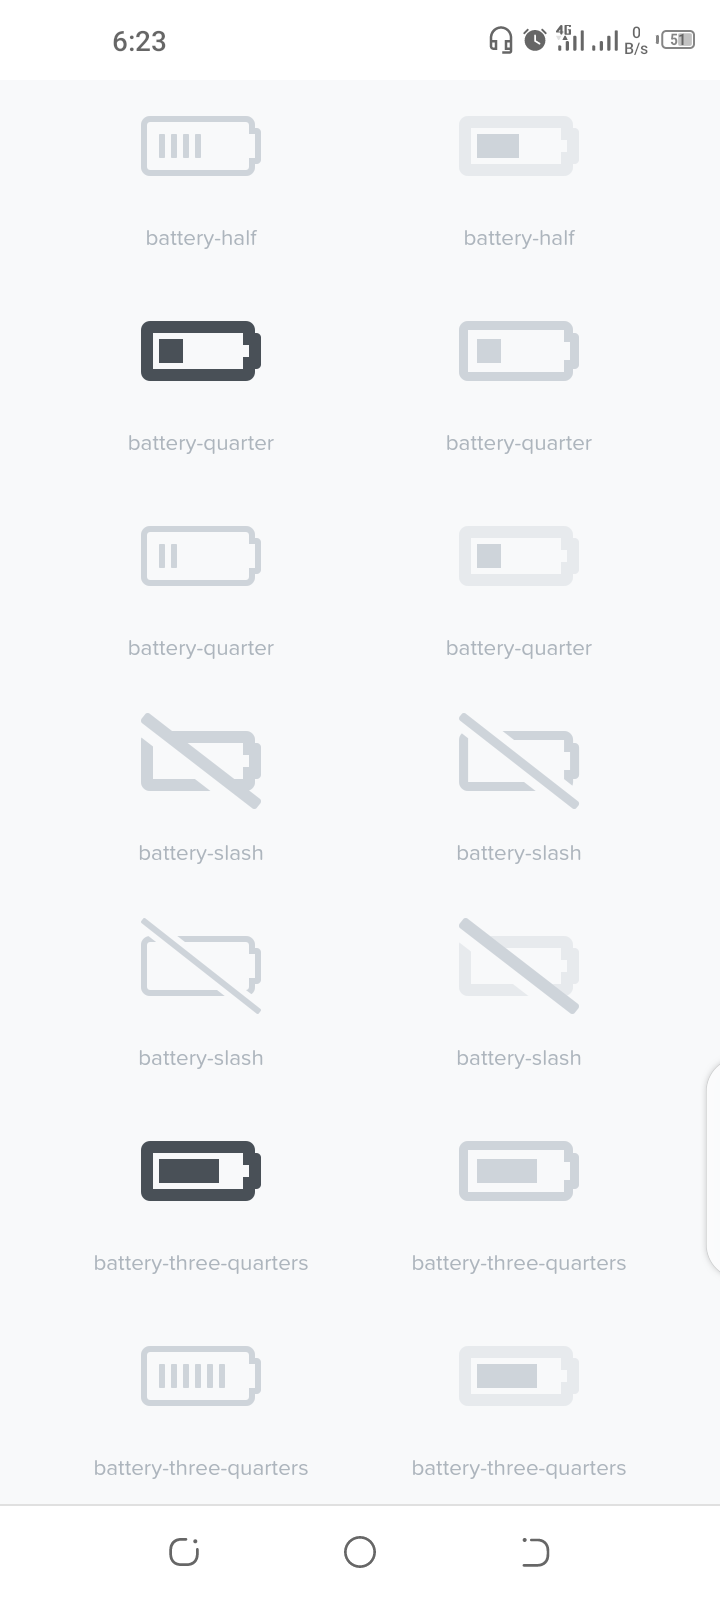 6:23
4G
0
B/s
51
battery-half
battery-half
battery-quarter
battery-quarter
battery-quarter
battery-quarter
battery-slash
battery-slash
battery-slash
battery-slash
battery-three-quarters
battery-three-quarters
battery-three-quarters
battery-three-quarters